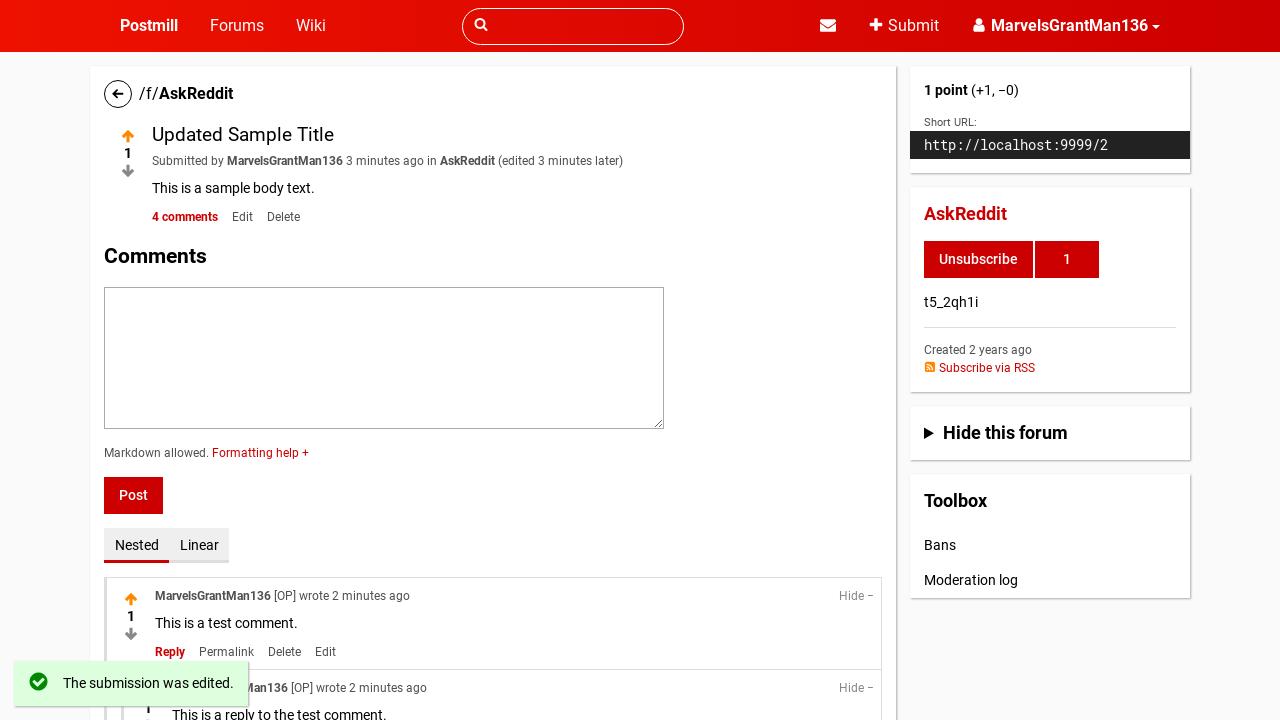 Postmill Forums Wiki Submit MarvelsGrantMan136
/f/AskReddit
Updated Sample Title
1
Submitted by MarvelsGrantMan136 3 minutes ago in AskReddit (edited 3 minutes later)
This is a sample body text.
4 comments Edit Delete
Comments
Markdown allowed. Formatting help +
Post
Nested Linear
MarvelsGrantMan136 [OP] wrote 2 minutes ago Hide −
1
This is a test comment.
Reply Permalink Delete Edit
Man136 [OP] wrote 2 minutes ago Hide −
This is a reply to the test comment.
The submission was edited.
1 point (+1, −0)
Short URL:
http://localhost:9999/2
AskReddit
Unsubscribe 1
t5_2qh1i
Created 2 years ago
Subscribe via RSS
Hide this forum
Toolbox
Bans
Moderation log